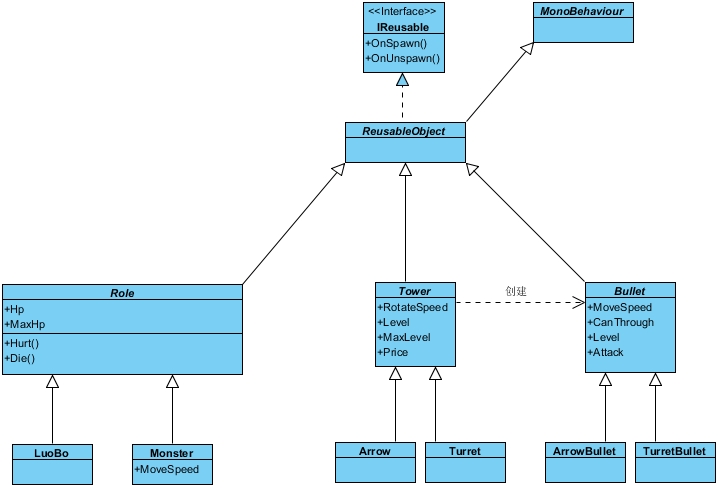 <<Interface>>
IReusable
+OnSpawn()
+OnUnspawn()
MonoBehaviour
ReusableObject
Role
+Hp
+MaxHp
+Hurt()
+Die()
Tower
+RotateSpeed
+Level
+MaxLevel
+Price
创建
Bullet
+MoveSpeed
+CanThrough
+Level
+Attack
LuoBo
Monster
+MoveSpeed
Arrow
Turret
ArrowBullet
TurretBullet